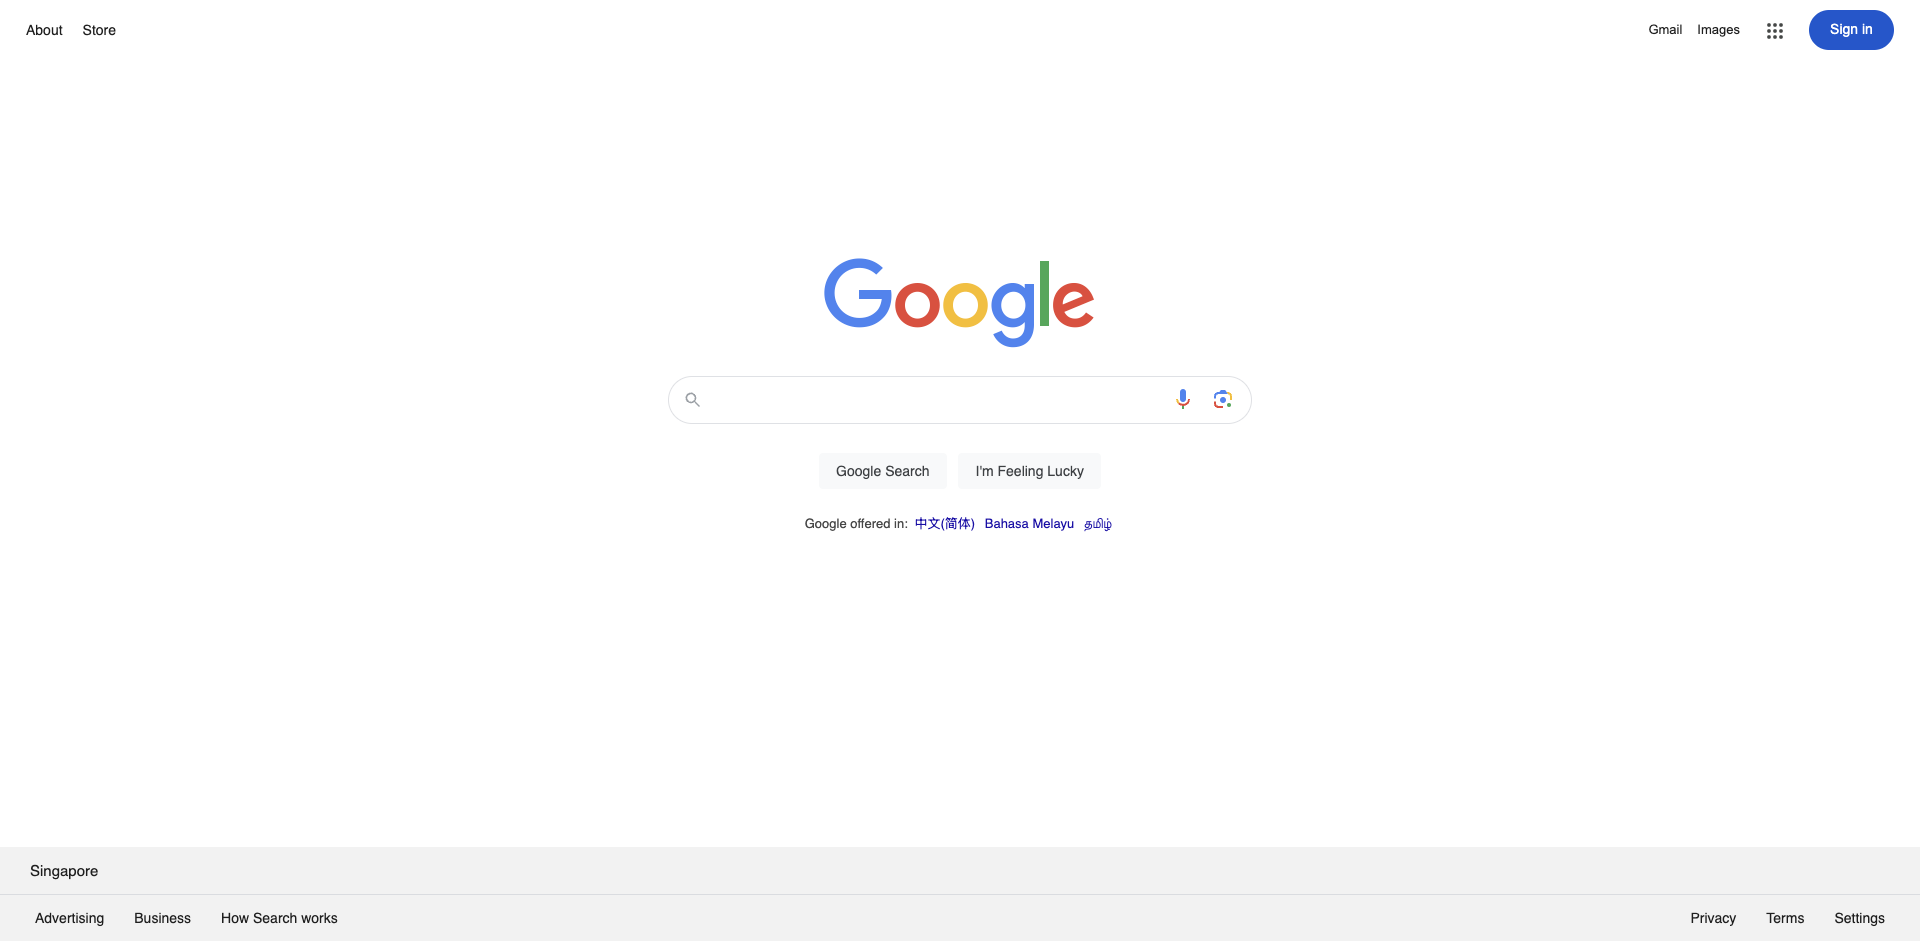 About Store Gmail Images Sign in
Google
Google Search I'm Feeling Lucky
Google offered in: 中文(简体) Bahasa Melayu தமிழ்
Singapore
Advertising Business How Search works Privacy Terms Settings